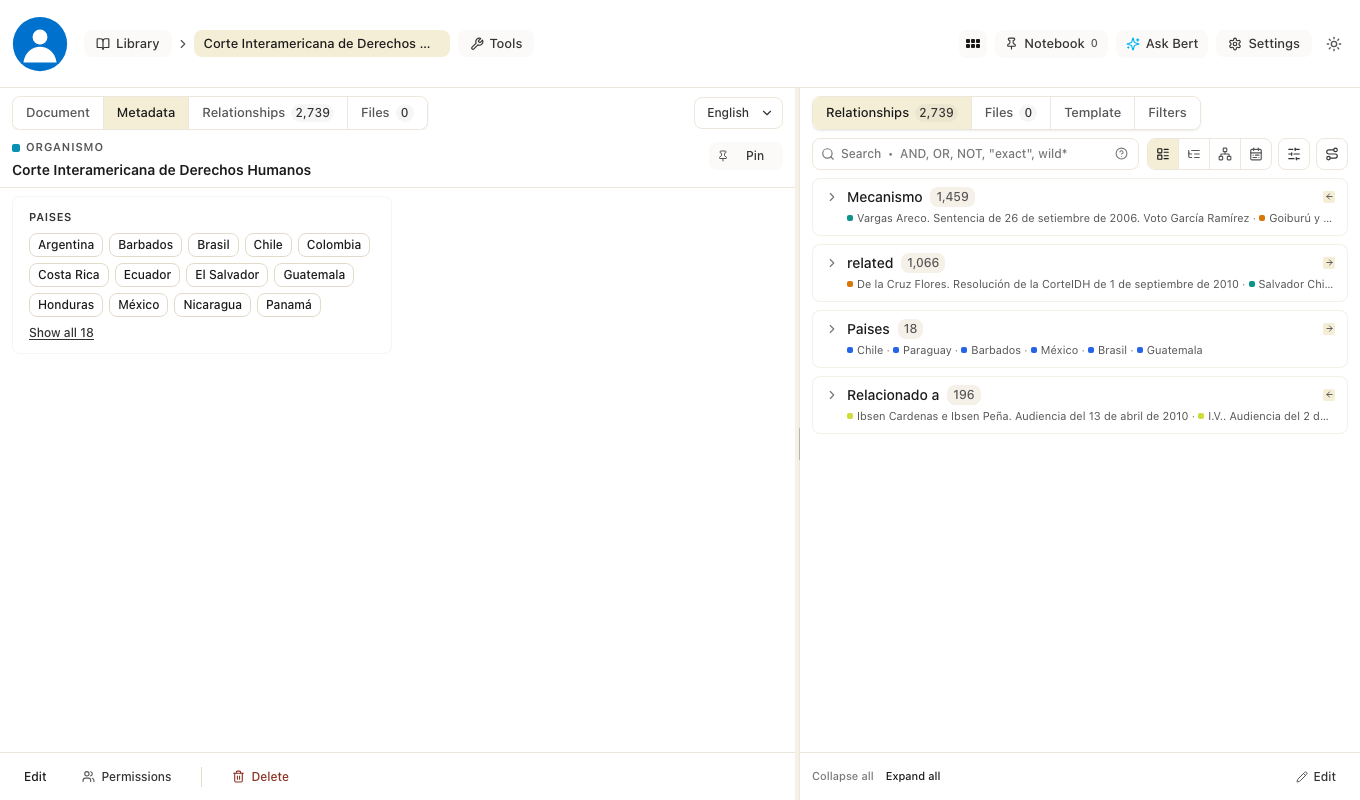 Library
Corte Interamericana de Derechos ...
Tools
Notebook 0
Ask Bert
Settings
Document
Metadata
Relationships 2,739
Files 0
English
ORGANISMO
Corte Interamericana de Derechos Humanos
Pin
PAISES
Argentina Barbados Brasil Chile Colombia
Costa Rica Ecuador El Salvador Guatemala
Honduras México Nicaragua Panamá
Show all 18
Edit
Permissions
Delete
Relationships 2,739
Files 0
Template
Filters
Search • AND, OR, NOT, "exact", wild*
Mecanismo 1,459
Vargas Areco. Sentencia de 26 de setiembre de 2006. Voto García Ramírez · Goiburú y ...
related 1,066
De la Cruz Flores. Resolución de la CorteIDH de 1 de septiembre de 2010 · Salvador Chi...
Paises 18
Chile · Paraguay · Barbados · México · Brasil · Guatemala
Relacionado a 196
Ibsen Cardenas e Ibsen Peña. Audiencia del 13 de abril de 2010 · I.V.. Audiencia del 2 d...
Collapse all
Expand all
Edit